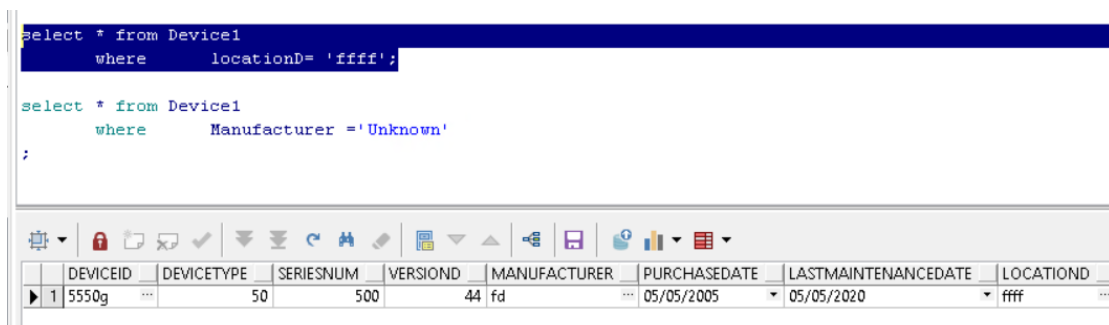 select * from Device1
where locationD= 'ffff';
select * from Device1
where Manufacturer ='Unknown'
;
DEVICEID DEVICETYPE SERIESNUM VERSIOND MANUFACTURER PURCHASEDATE LASTMAINTENANCEDATE LOCATIOND
1 5550g ... 50 500 44 fd ... 05/05/2005 05/05/2020 ffff ...